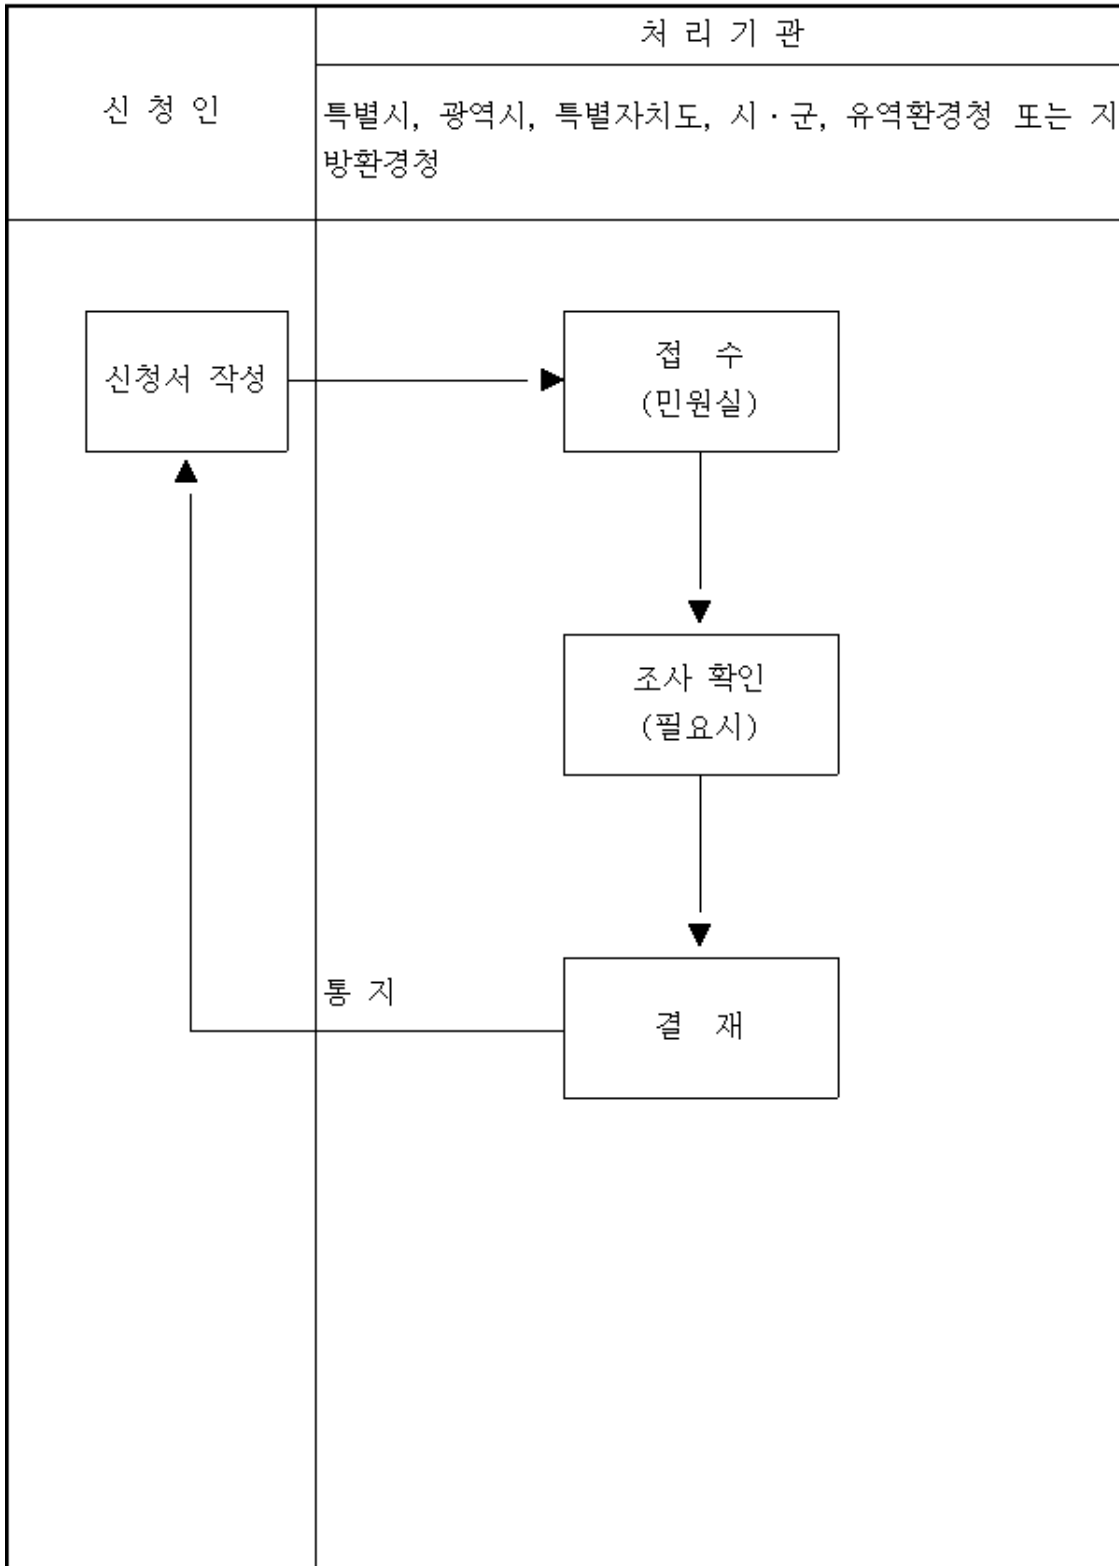 신 청 인
처 리 기 관
특별시, 광역시, 특별자치도, 시·군, 유역환경청 또는 지
방환경청
신청서 작성
접 수
(민원실)
조사 확인
(필요시)
통 지
결 재